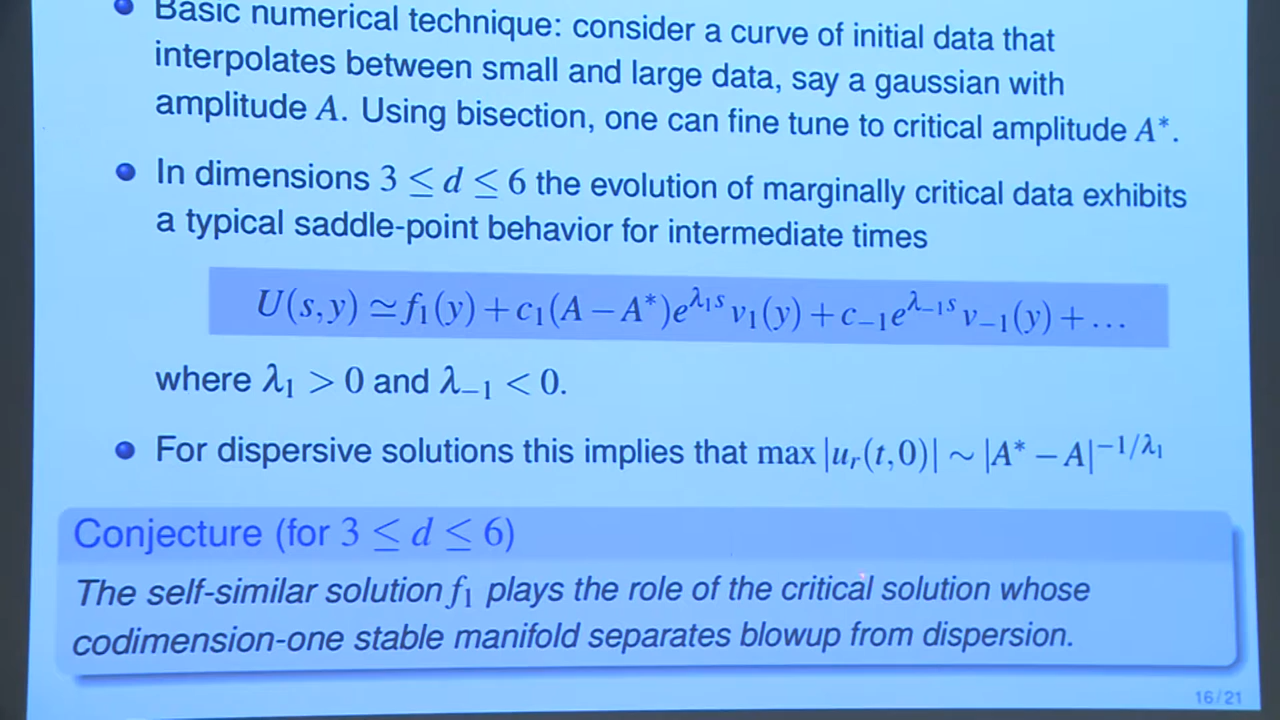 Basic numerical technique: consider a curve of initial data that
interpolates between small and large data, say a gaussian with
amplitude A. Using bisection, one can fine tune to critical amplitude A*.
In dimensions 3 ≤ d ≤ 6 the evolution of marginally critical data exhibits
a typical saddle-point behavior for intermediate times
U(s,y) ≃ f₁(y) + c₁(A − A*)e^{λ₁s} v₁(y) + c₋₁e^{λ₋₁s} v₋₁(y) + …
where λ₁ > 0 and λ₋₁ < 0.
For dispersive solutions this implies that max |uᵣ(t,0)| ∼ |A* − A|^{−1/λ₁}
Conjecture (for 3 ≤ d ≤ 6)
The self-similar solution f₁ plays the role of the critical solution whose
codimension-one stable manifold separates blowup from dispersion.
16/21